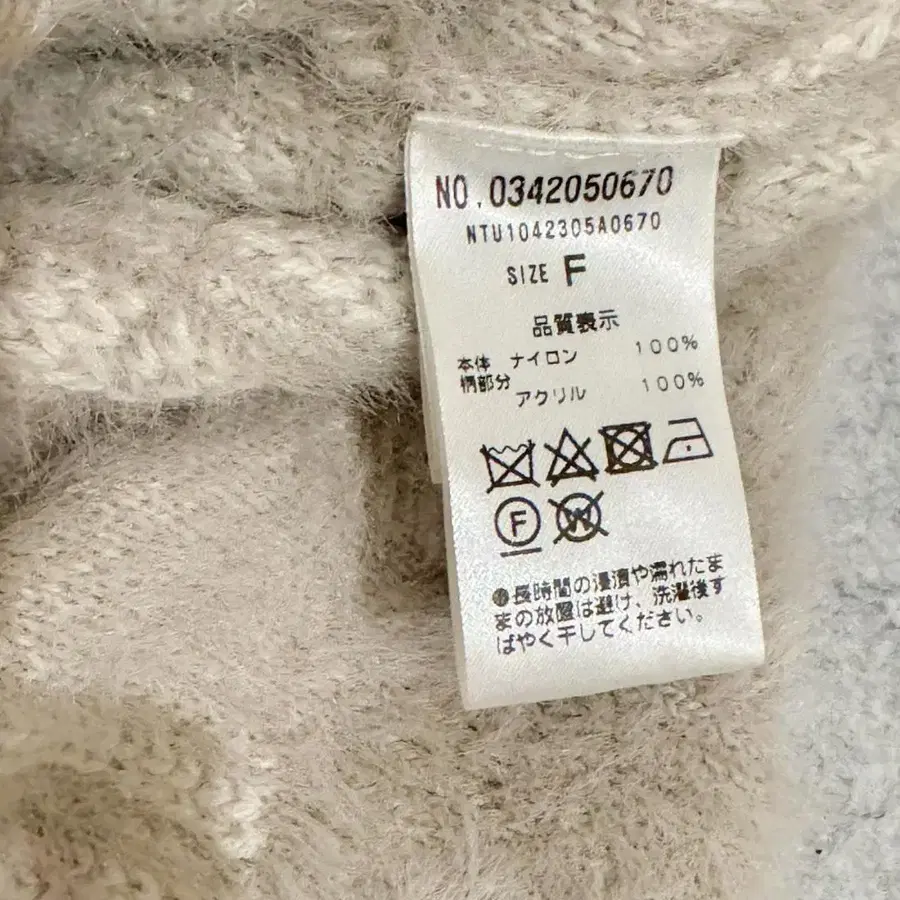 NO.0342050670
NTU1042305A0670
SIZE F
品質表示
本体 ナイロン 100%
柄部分
アクリル 100%
F W
●長時間の浸漬や濡れたま
まの放置は避け、洗濯後す
ばやく干してください。